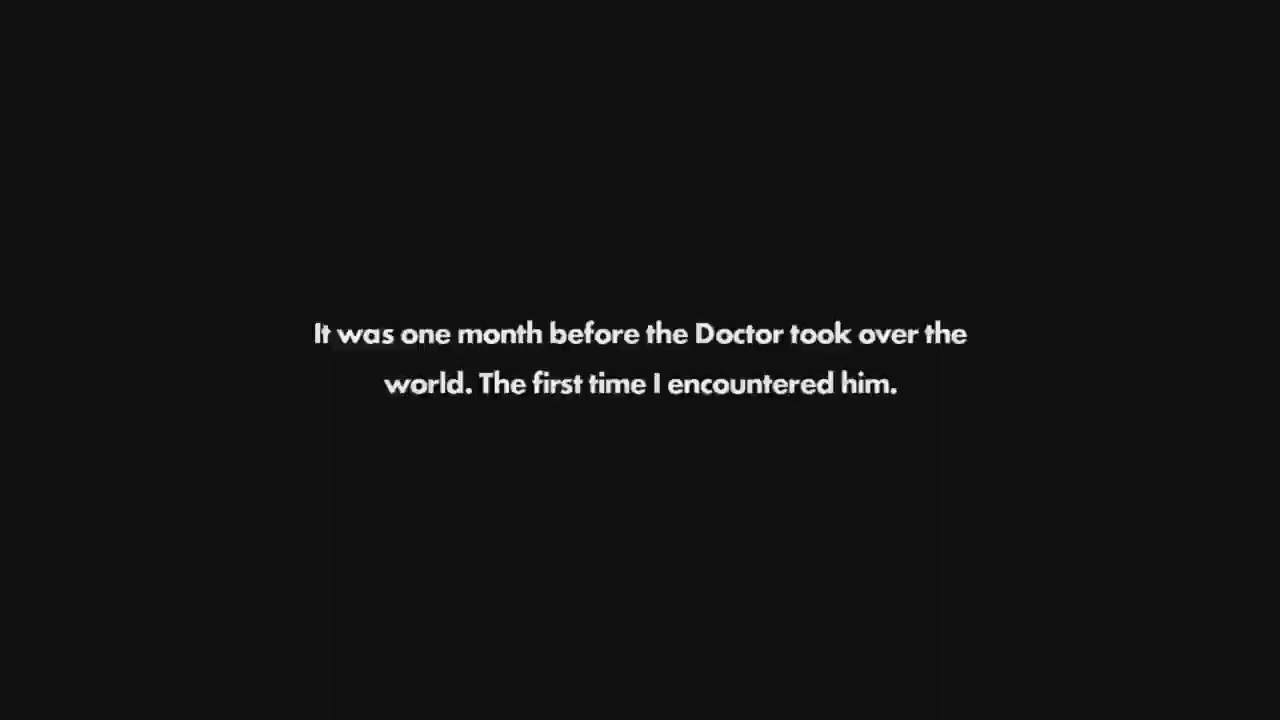 It was one month before the Doctor took over the
world. The first time I encountered him.